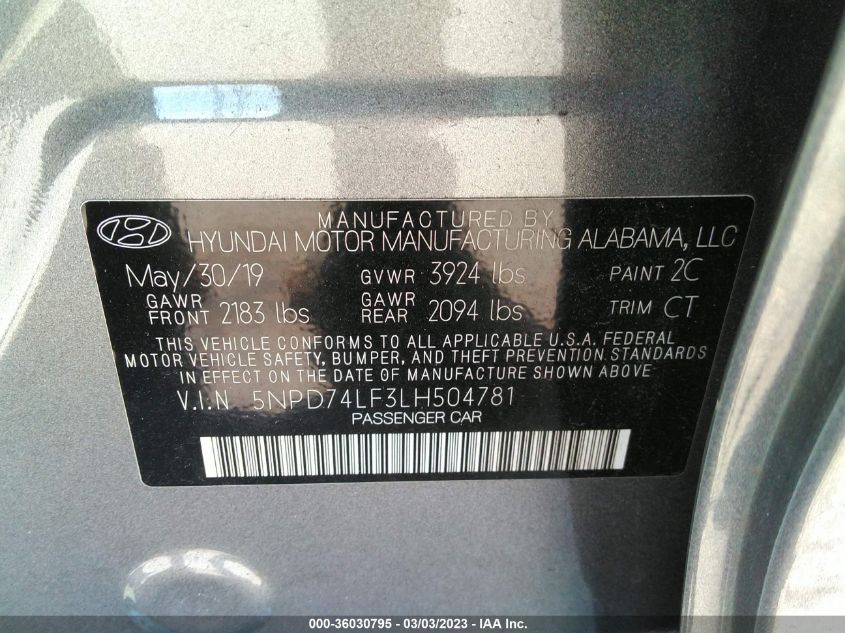 MANUFACTURED BY
HYUNDAI MOTOR MANUFACTURING ALABAMA, LLC
May/30/19 GVWR 3924 lbs PAINT 2C
GAWR FRONT 2183 lbs GAWR REAR 2094 lbs TRIM CT
THIS VEHICLE CONFORMS TO ALL APPLICABLE U.S.A. FEDERAL
MOTOR VEHICLE SAFETY, BUMPER, AND THEFT PREVENTION STANDARDS
IN EFFECT ON THE DATE OF MANUFACTURE SHOWN ABOVE
V.I.N 5NPD74LF3LH504781
PASSENGER CAR
000-36030795 - 03/03/2023 - IAA Inc.